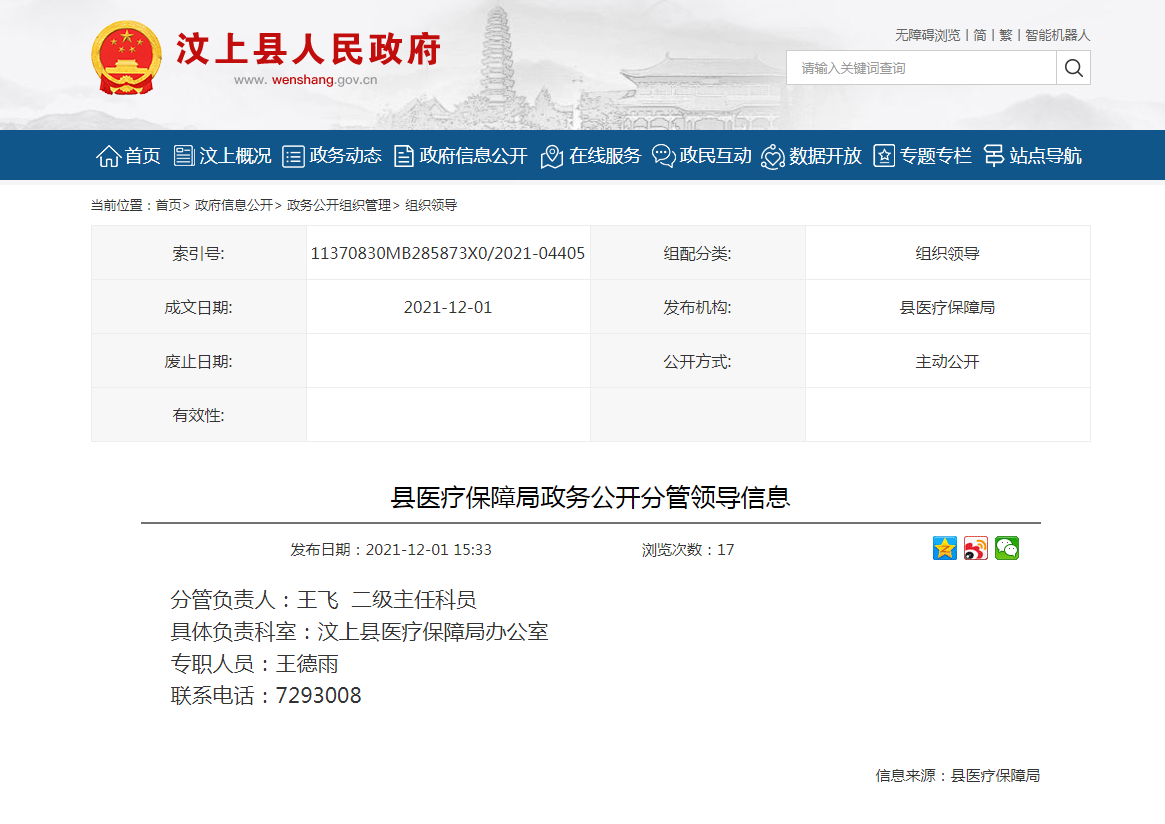 汶上县人民政府
www. wenshang.gov.cn
无障碍浏览 | 简 | 繁 | 智能机器人
请输入关键词查询
首页 汶上概况 政务动态 政府信息公开 在线服务 政民互动 数据开放 专题专栏 站点导航
当前位置：首页> 政府信息公开> 政务公开组织管理> 组织领导
索引号: 11370830MB285873X0/2021-04405 组配分类: 组织领导
成文日期: 2021-12-01 发布机构: 县医疗保障局
废止日期: 公开方式: 主动公开
有效性:
县医疗保障局政务公开分管领导信息
发布日期：2021-12-01 15:33 浏览次数：17
分管负责人：王飞 二级主任科员
具体负责科室：汶上县医疗保障局办公室
专职人员：王德雨
联系电话：7293008
信息来源：县医疗保障局